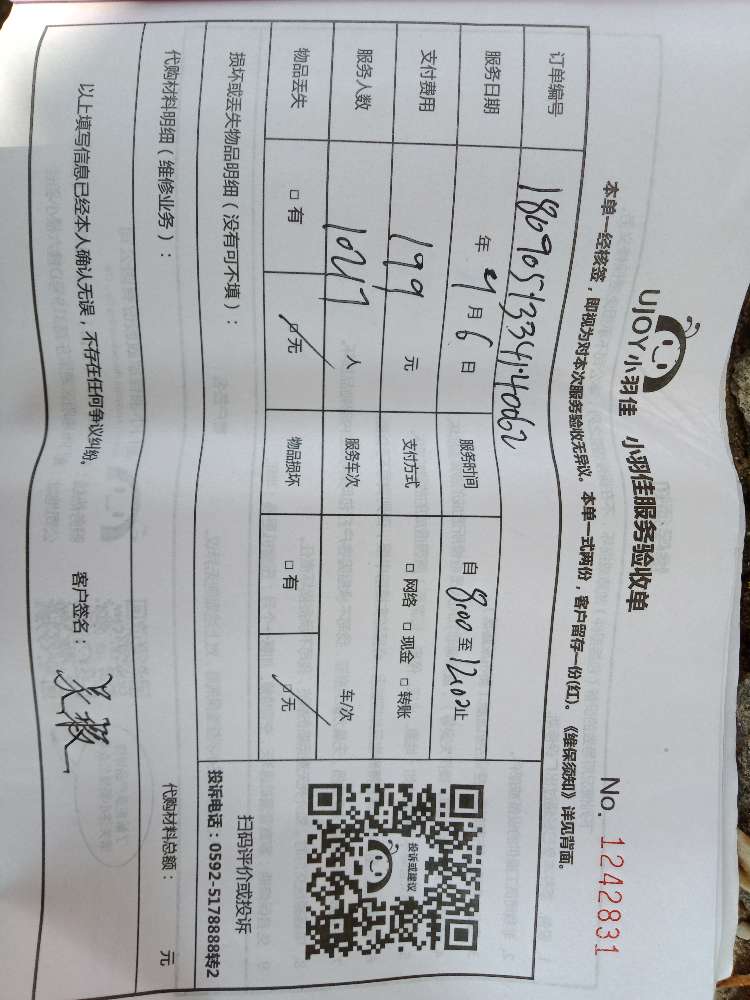 UJOY小羽佳
小羽佳服务验收单
No. 1242831
本单一经核签，即视为对本次服务验收无异议。本单一式两份，客户留存一份(红)。《维保须知》详见背面。
订单编号
服务日期 年 4 月 6 日 服务时间 自 8:00 至 12:00 止
支付费用 199 元 支付方式 □ 网络 □ 现金 □ 转账
服务人数 10217 人 服务车次 车/次
物品丢失 □ 有 □ 无 物品损坏 □ 有 □ 无
投诉或建议
扫码评价或投诉
投诉电话：0592-5178888转2
损坏或丢失物品明细（没有可不填）：
代购材料明细（维修业务）： 代购材料总额： 元
以上填写信息已经本人确认无误，不存在任何争议纠纷。 客户签名：